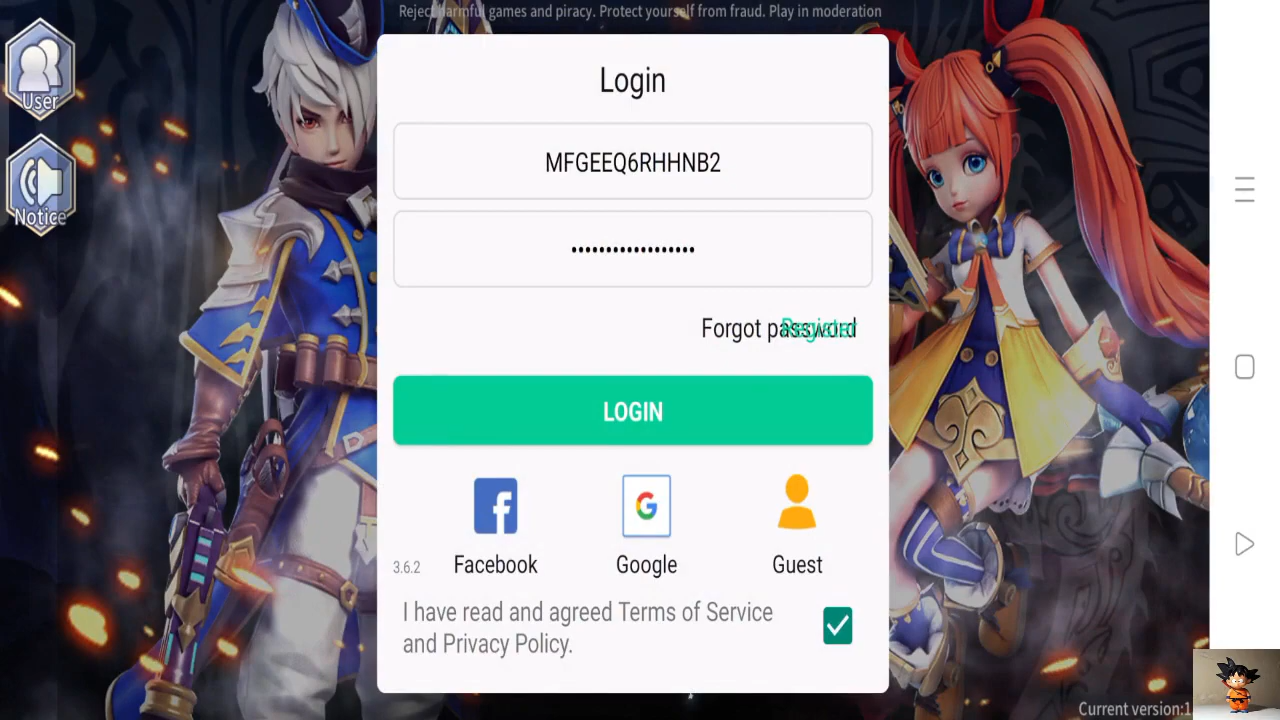 Reject harmful games and piracy. Protect yourself from fraud. Play in moderation
User
Notice
Login
MFGEEQ6RHHNB2
••••••••••••••••••
Forgot password
Register
LOGIN
Facebook
Google
Guest
3.6.2
I have read and agreed Terms of Service
and Privacy Policy.
Current version:1